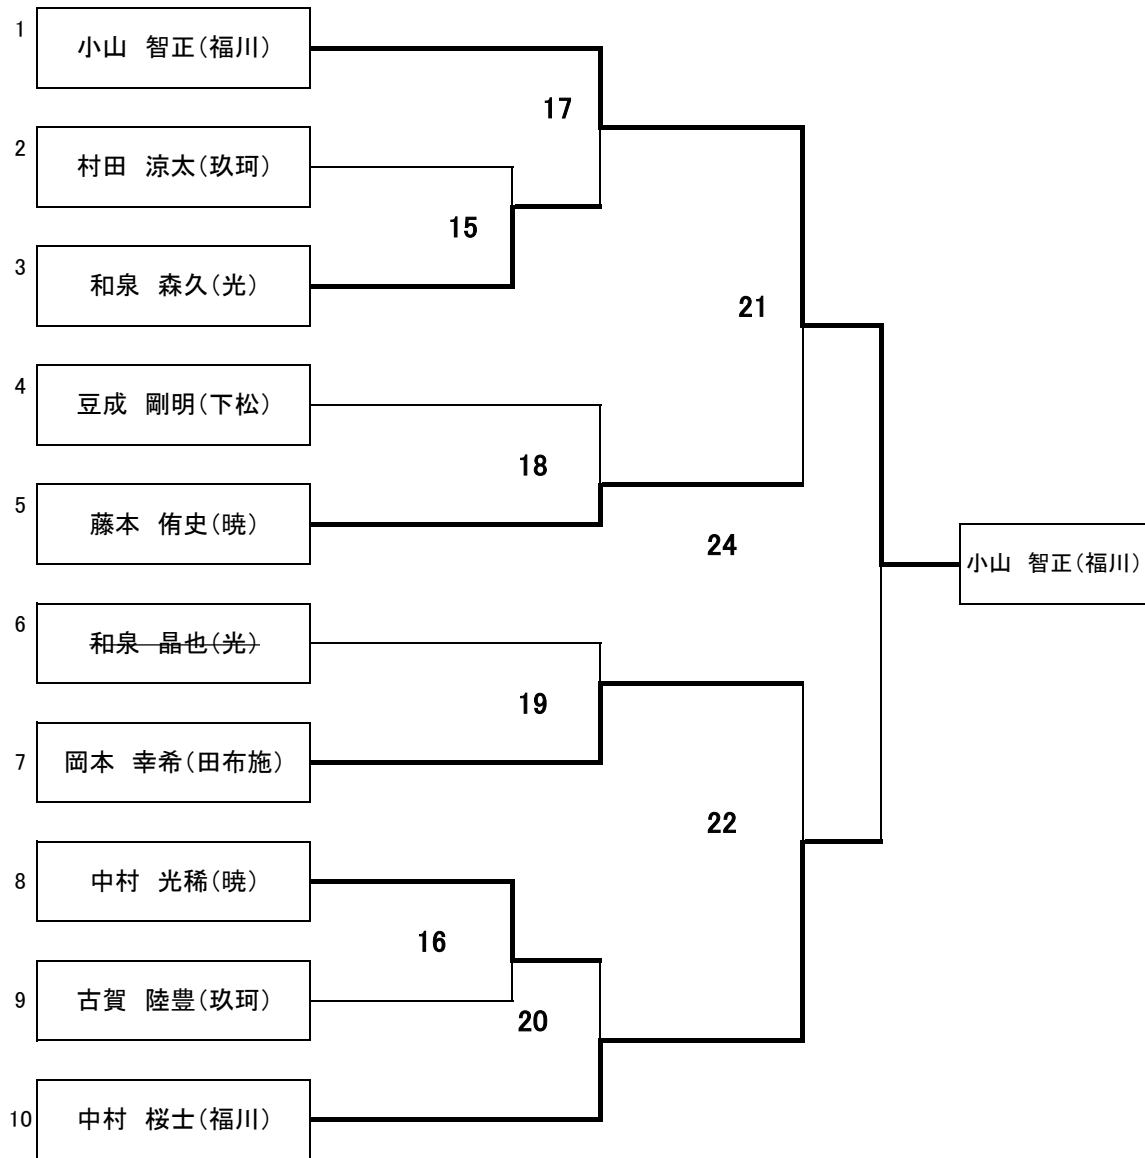 1
小山 智正(福川)
17
2
村田 涼太(玖珂)
15
3
和泉 森久(光)
21
4
豆成 剛明(下松)
18
5
藤本 侑史(暁)
24
小山 智正(福川)
6
和泉 晶也(光)
19
7
岡本 幸希(田布施)
22
8
中村 光稀(暁)
16
9
古賀 陸豊(玖珂)
20
10
中村 桜士(福川)